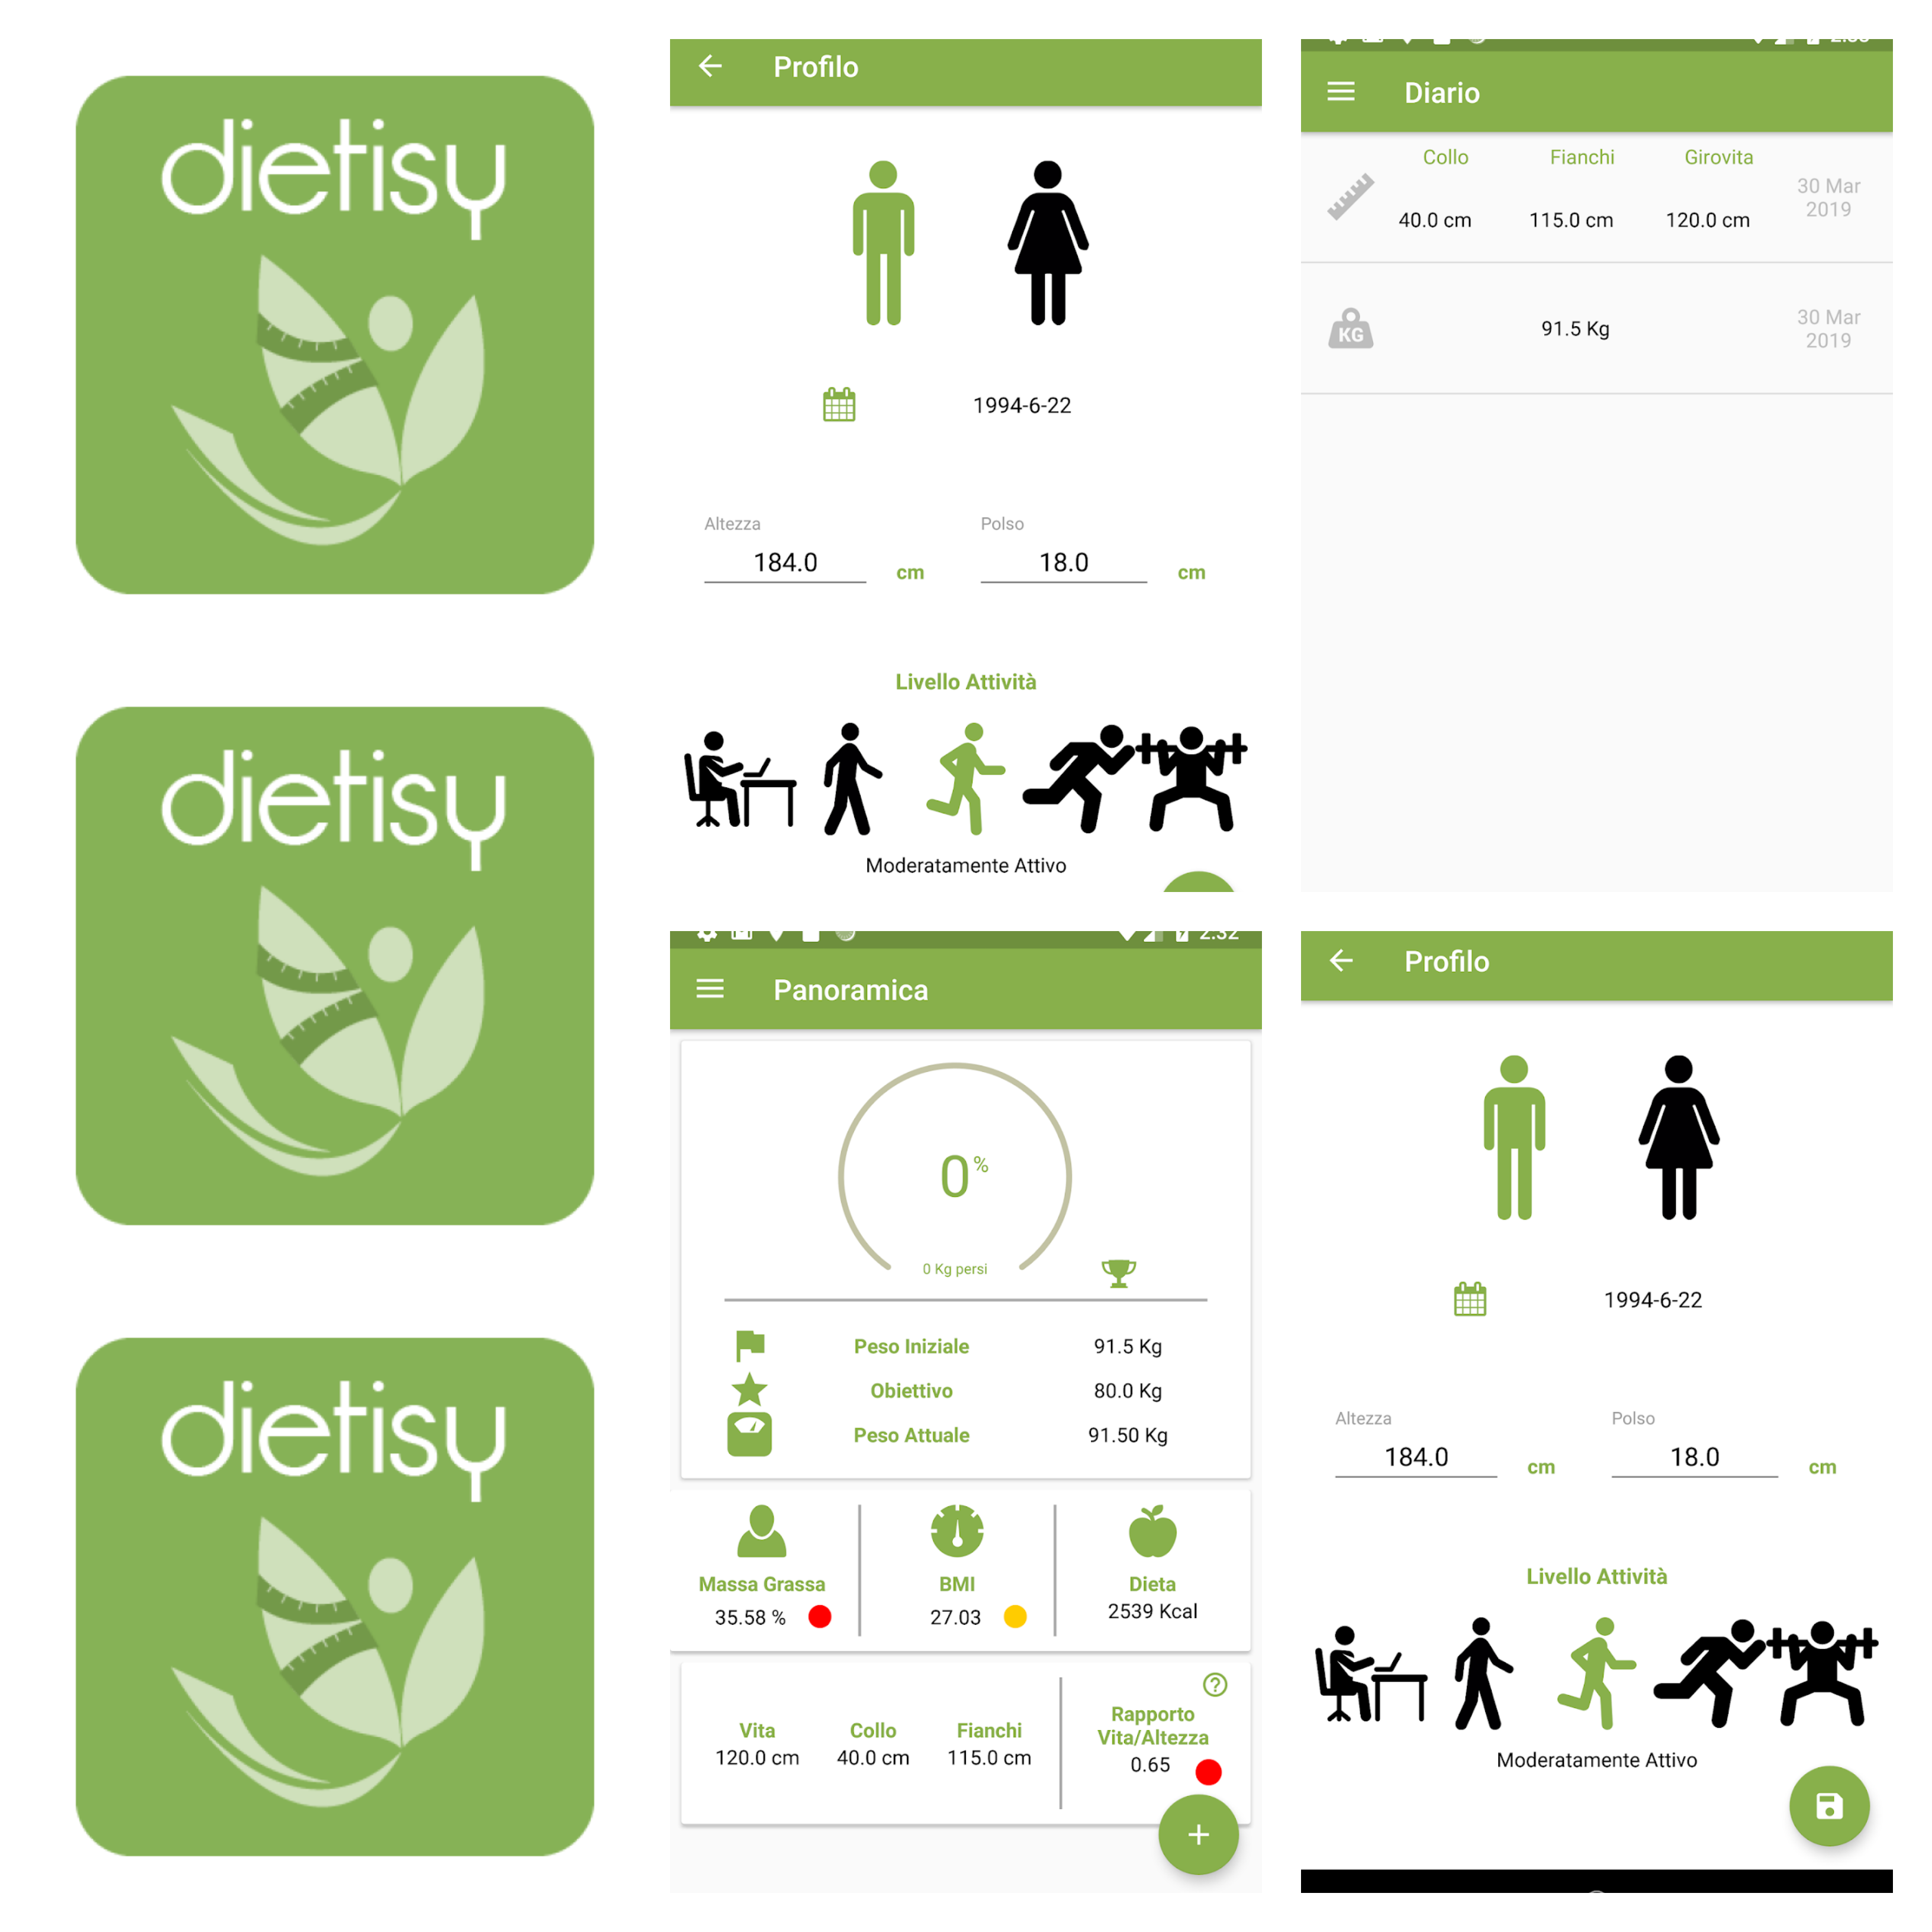 dietisy
dietisy
dietisy
Profilo
1994-6-22
Altezza Polso
184.0 cm 18.0 cm
Livello Attività
Moderatamente Attivo
Diario
Collo Fianchi Girovita
40.0 cm 115.0 cm 120.0 cm
30 Mar
2019
KG 91.5 Kg
30 Mar
2019
2:32
Panoramica
0 %
0 Kg persi
Peso Iniziale 91.5 Kg
Obiettivo 80.0 Kg
Peso Attuale 91.50 Kg
Massa Grassa BMI Dieta
35.58 % 27.03 2539 Kcal
Vita Collo Fianchi
120.0 cm 40.0 cm 115.0 cm
Rapporto
Vita/Altezza
0.65
Profilo
1994-6-22
Altezza Polso
184.0 cm 18.0 cm
Livello Attività
Moderatamente Attivo